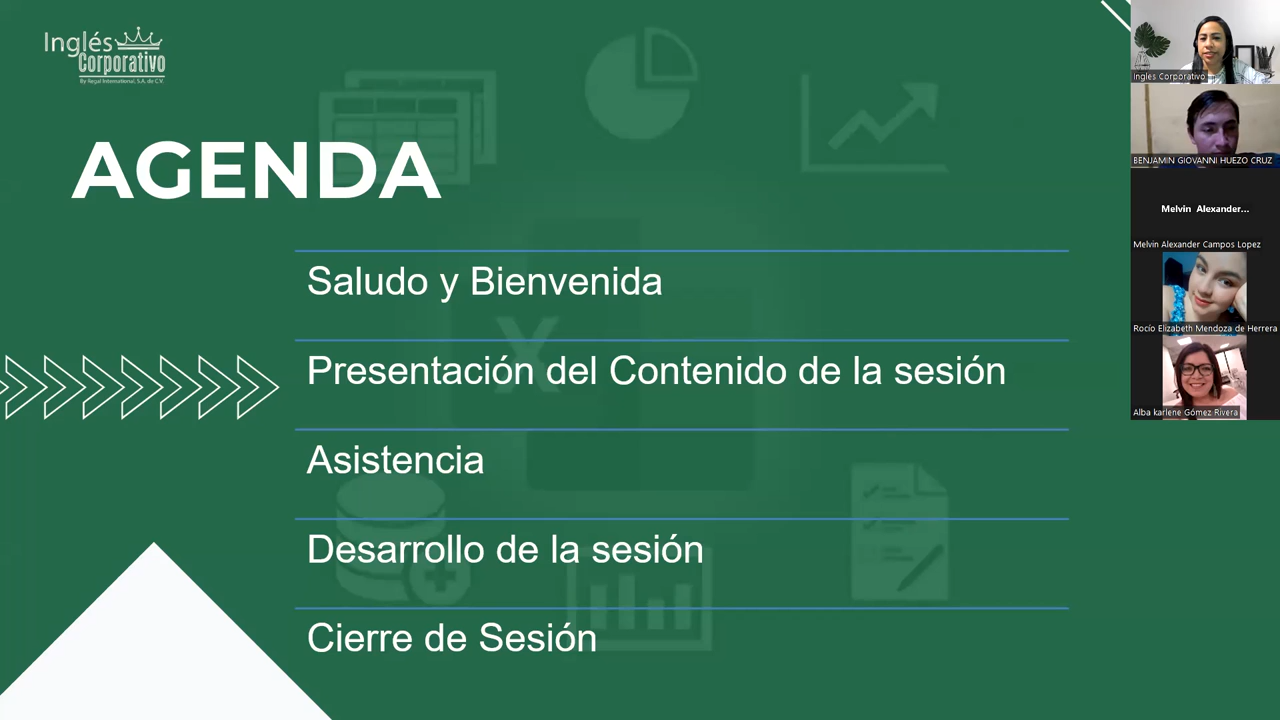 Inglés
Corporativo
By Regal International, S.A. de C.V.
AGENDA
Saludo y Bienvenida
Presentación del Contenido de la sesión
Asistencia
Desarrollo de la sesión
Cierre de Sesión
X
Ingles Corporativo
BENJAMIN GIOVANNI HUEZO CRUZ
Melvin Alexander...
Melvin Alexander Campos Lopez
Rocío Elizabeth Mendoza de Herrera
Alba karlene Gómez Rivera